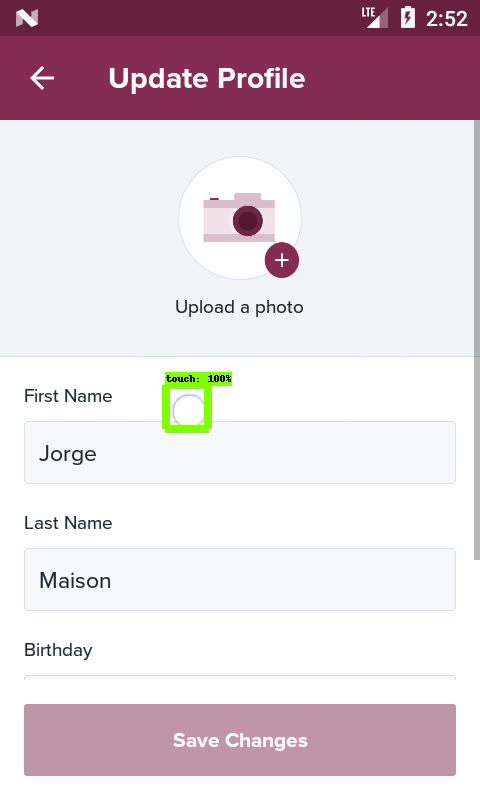 LTE 2:52
Update Profile
Upload a photo
touch: 100%
First Name
Jorge
Last Name
Maison
Birthday
Save Changes